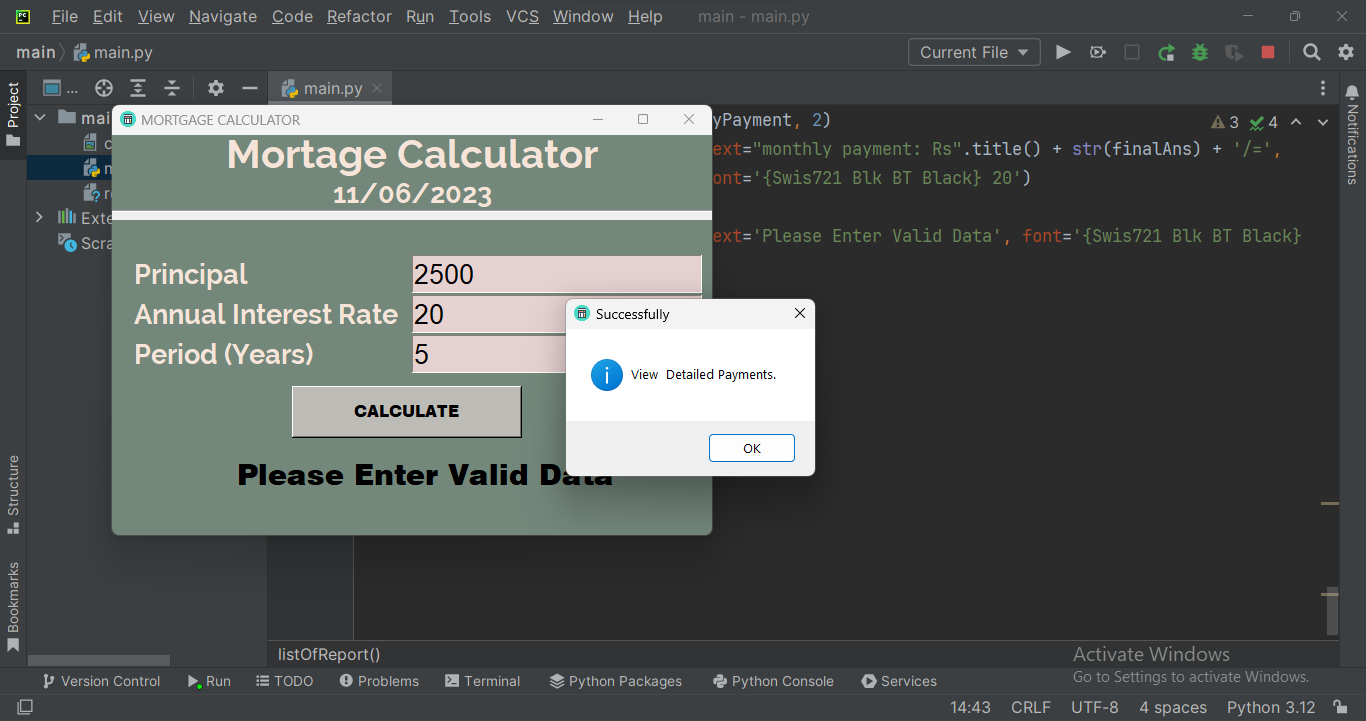 File Edit View Navigate Code Refactor Run Tools VCS Window Help main - main.py
main main.py Current File
Project ... main.py
MORTGAGE CALCULATOR
Mortage Calculator
11/06/2023
Principal 2500
Annual Interest Rate 20
Period (Years) 5
CALCULATE
Please Enter Valid Data
Successfully
View Detailed Payments.
OK
yPayment, 2)
ext="monthly payment: Rs".title() + str(finalAns) + '/=',
ont='{Swis721 Blk BT Black} 20')
ext='Please Enter Valid Data', font='{Swis721 Blk BT Black}
3 4
Notifications
mai
Exte
Scra
Structure
Bookmarks
listOfReport()
Activate Windows
Go to Settings to activate Windows.
Version Control Run TODO Problems Terminal Python Packages Python Console Services
14:43 CRLF UTF-8 4 spaces Python 3.12